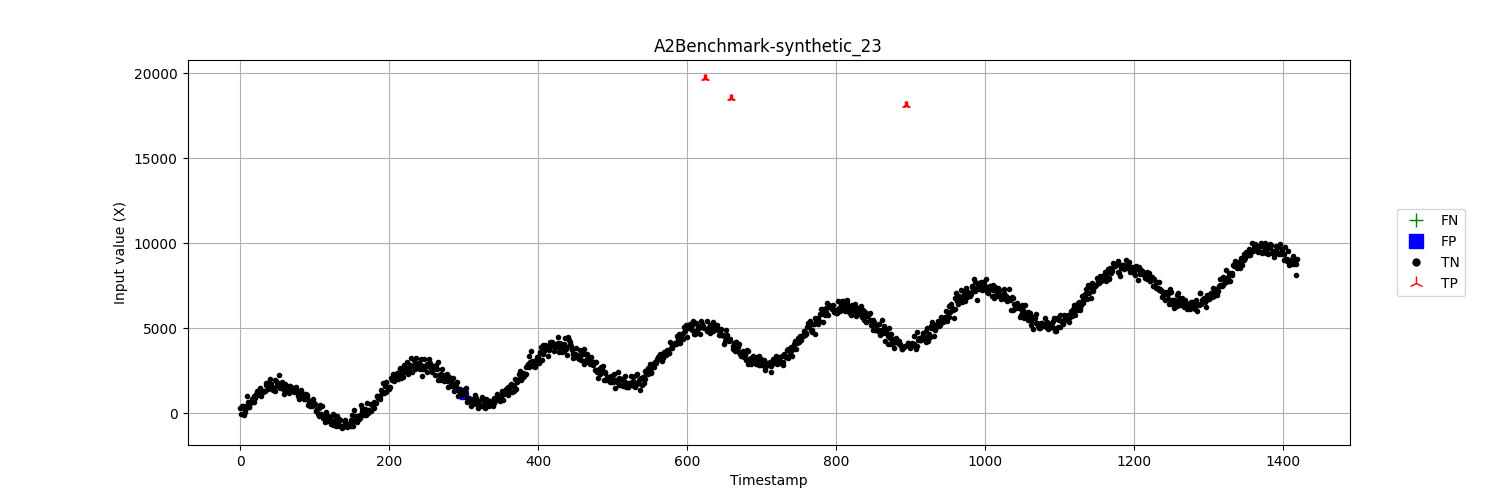 A2Benchmark-synthetic_23
20000
15000
10000
5000
0
Input value (X)
0 200 400 600 800 1000 1200 1400
Timestamp
FN
FP
TN
TP